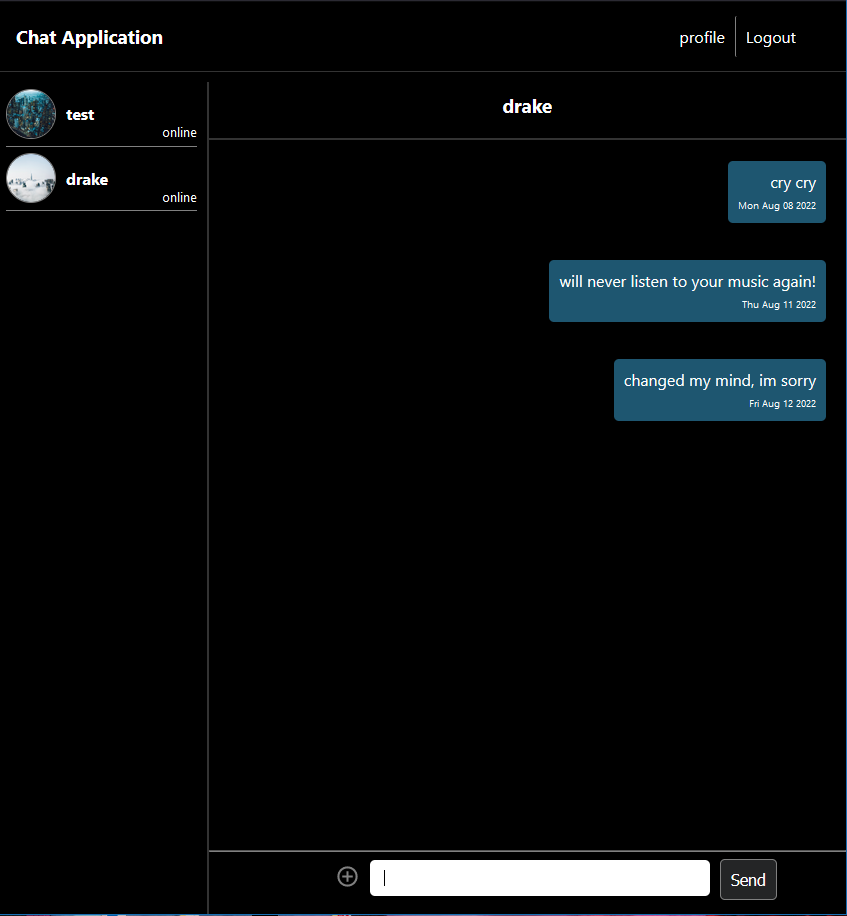 Chat Application
profile
Logout
test
online
drake
online
drake
cry cry
Mon Aug 08 2022
will never listen to your music again!
Thu Aug 11 2022
changed my mind, im sorry
Fri Aug 12 2022
Send